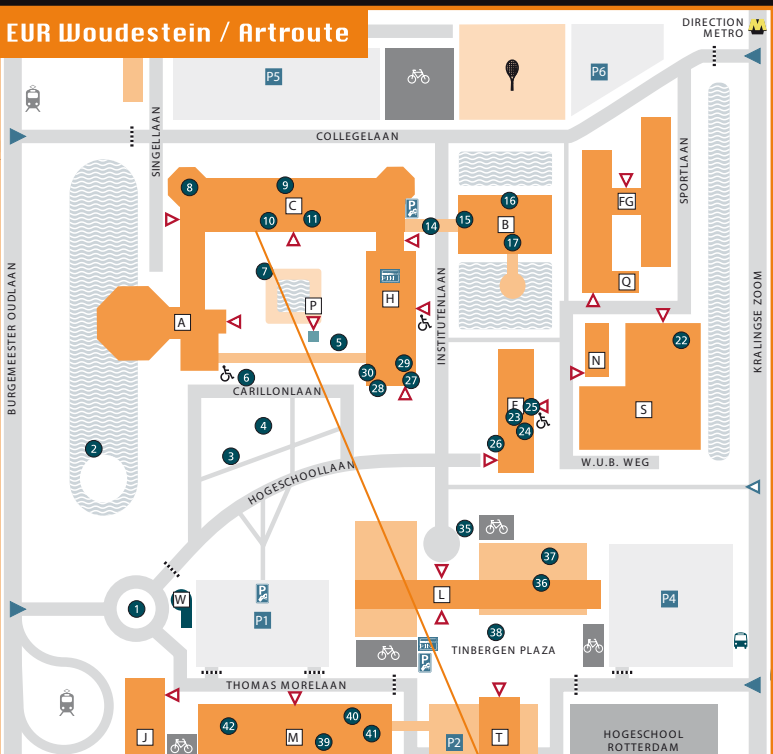 EUR Woudestein / Artroute
DIRECTION
METRO
P5
P6
COLLEGELAAN
SINGELLAAN
SPORTLAAN
BURGEMEESTER OUDLAAN
INSTITUTENLAAN
KRALINGSE ZOOM
8
9
C
10
11
P
14
15
16
B
17
FG
Q
7
H
P
A
5
22
N
S
29
30
27
28
6
CARILLONLAAN
4
3
2
E
25
23
24
26
HOGESCHOOLLAAN
W.U.B. WEG
35
37
36
L
1
W
P
P1
P4
38
TINBERGEN PLAZA
P
THOMAS MORELAAN
J
42
M
40
41
39
P2
T
HOGESCHOOL
ROTTERDAM